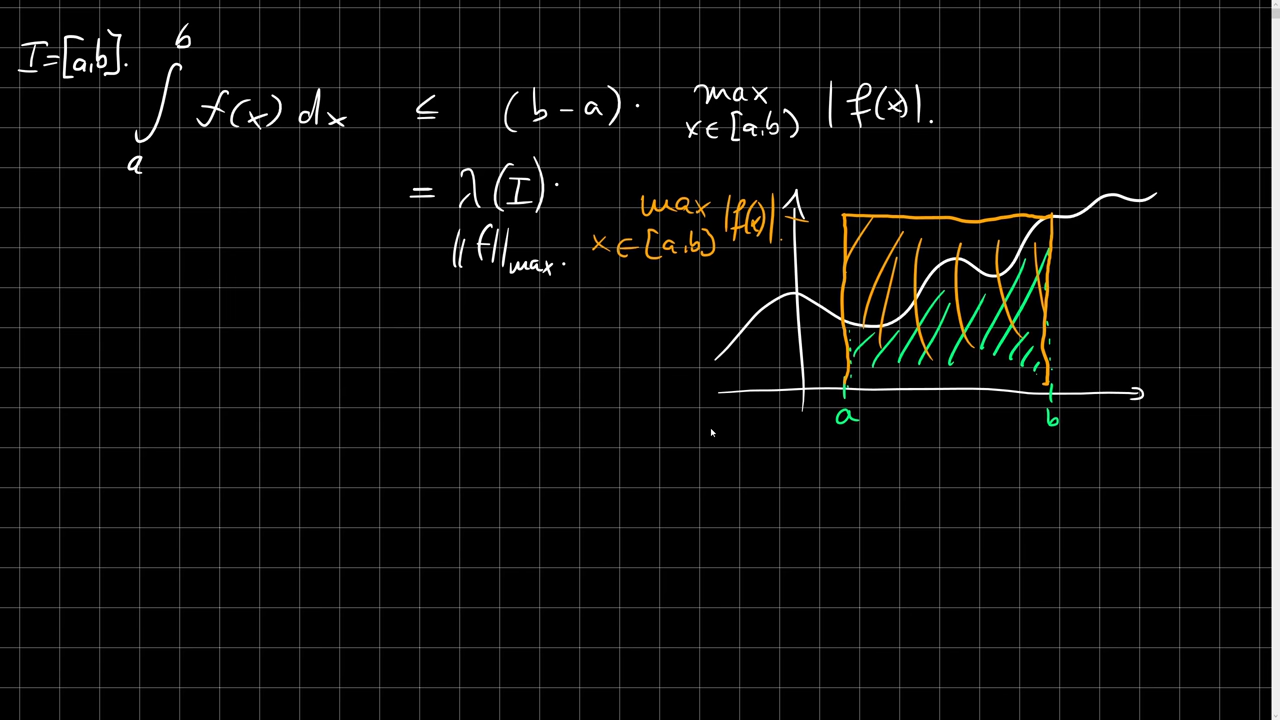 I=[a,b].
∫_a^b f(x) dx ≤ (b-a)· max_{x∈[a,b]} |f(x)|.
= λ(I)·
‖f‖_max.
max_{x∈[a,b]} |f(x)|.
a b